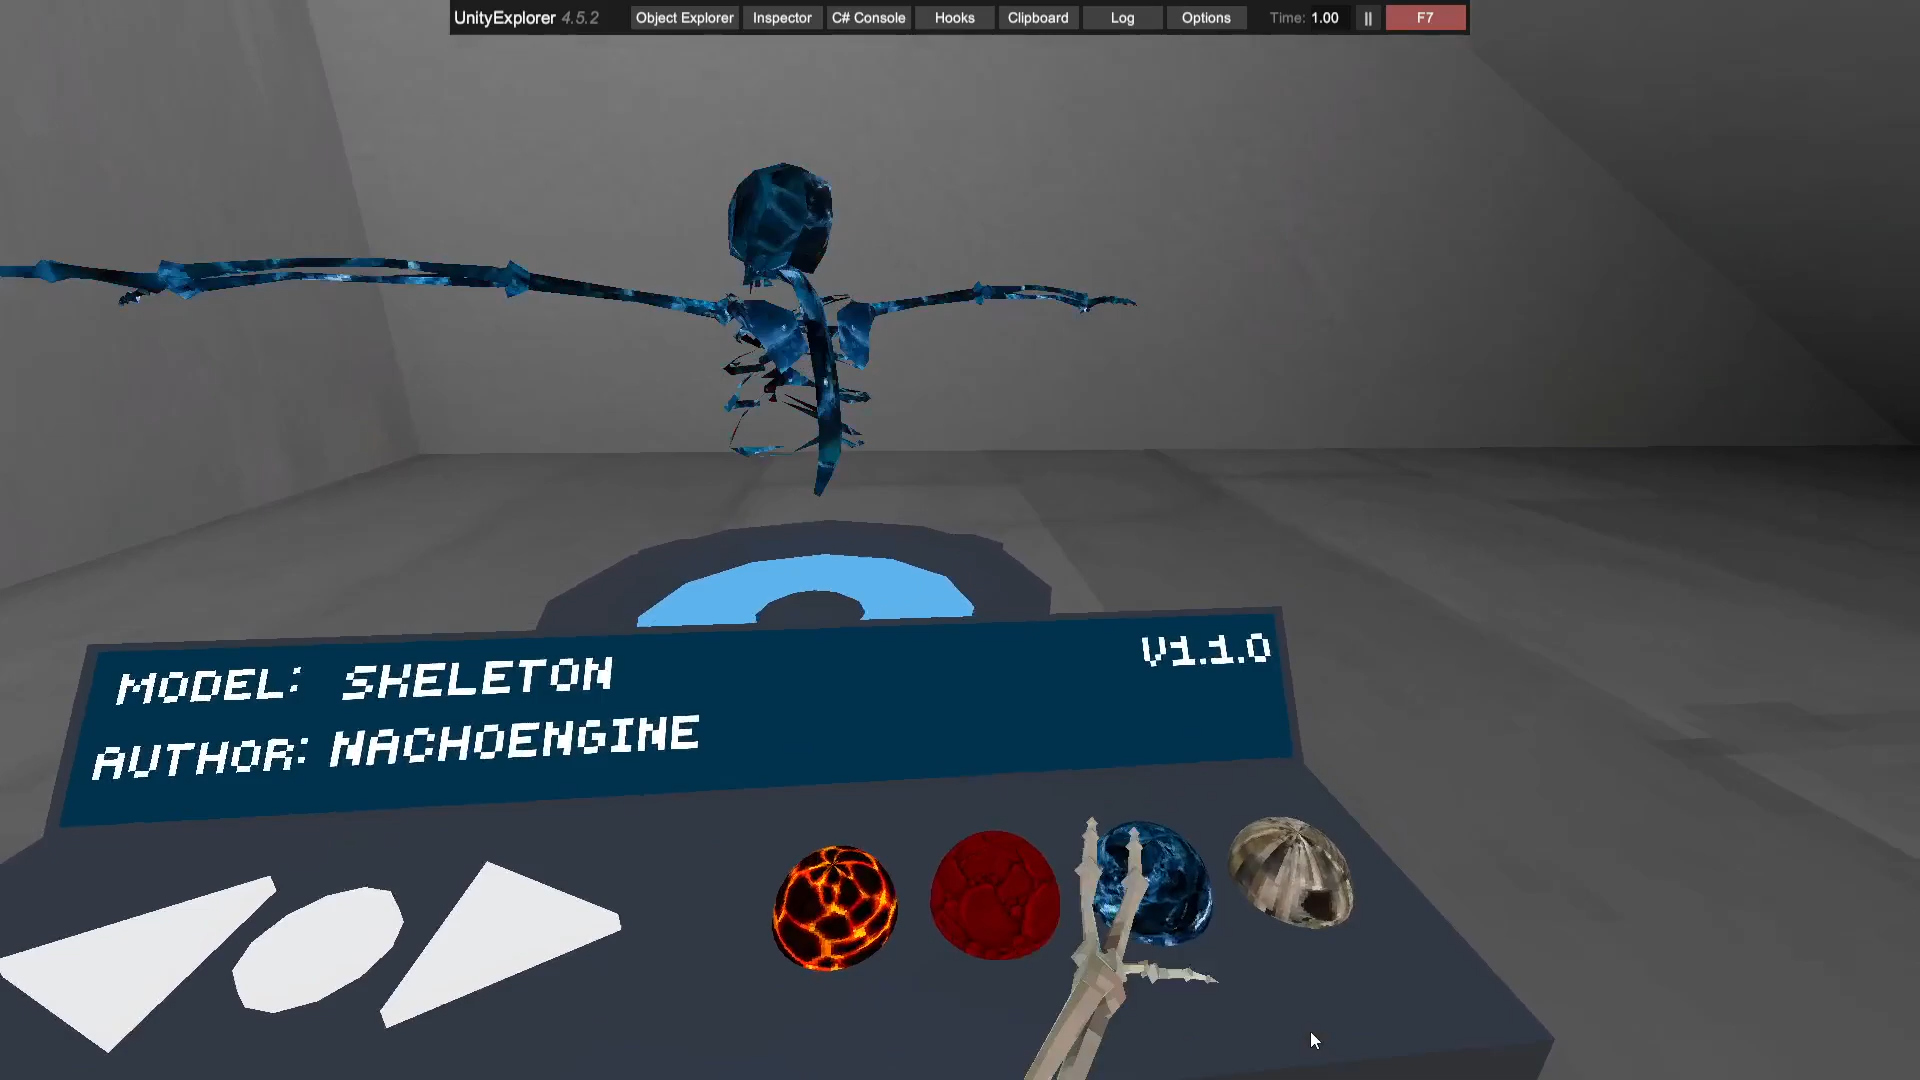 UnityExplorer 4.5.2 Object Explorer Inspector C# Console Hooks Clipboard Log Options Time: 1.00 || F7
MODEL: SKELETON V1.1.0
AUTHOR: NACHOENGINE